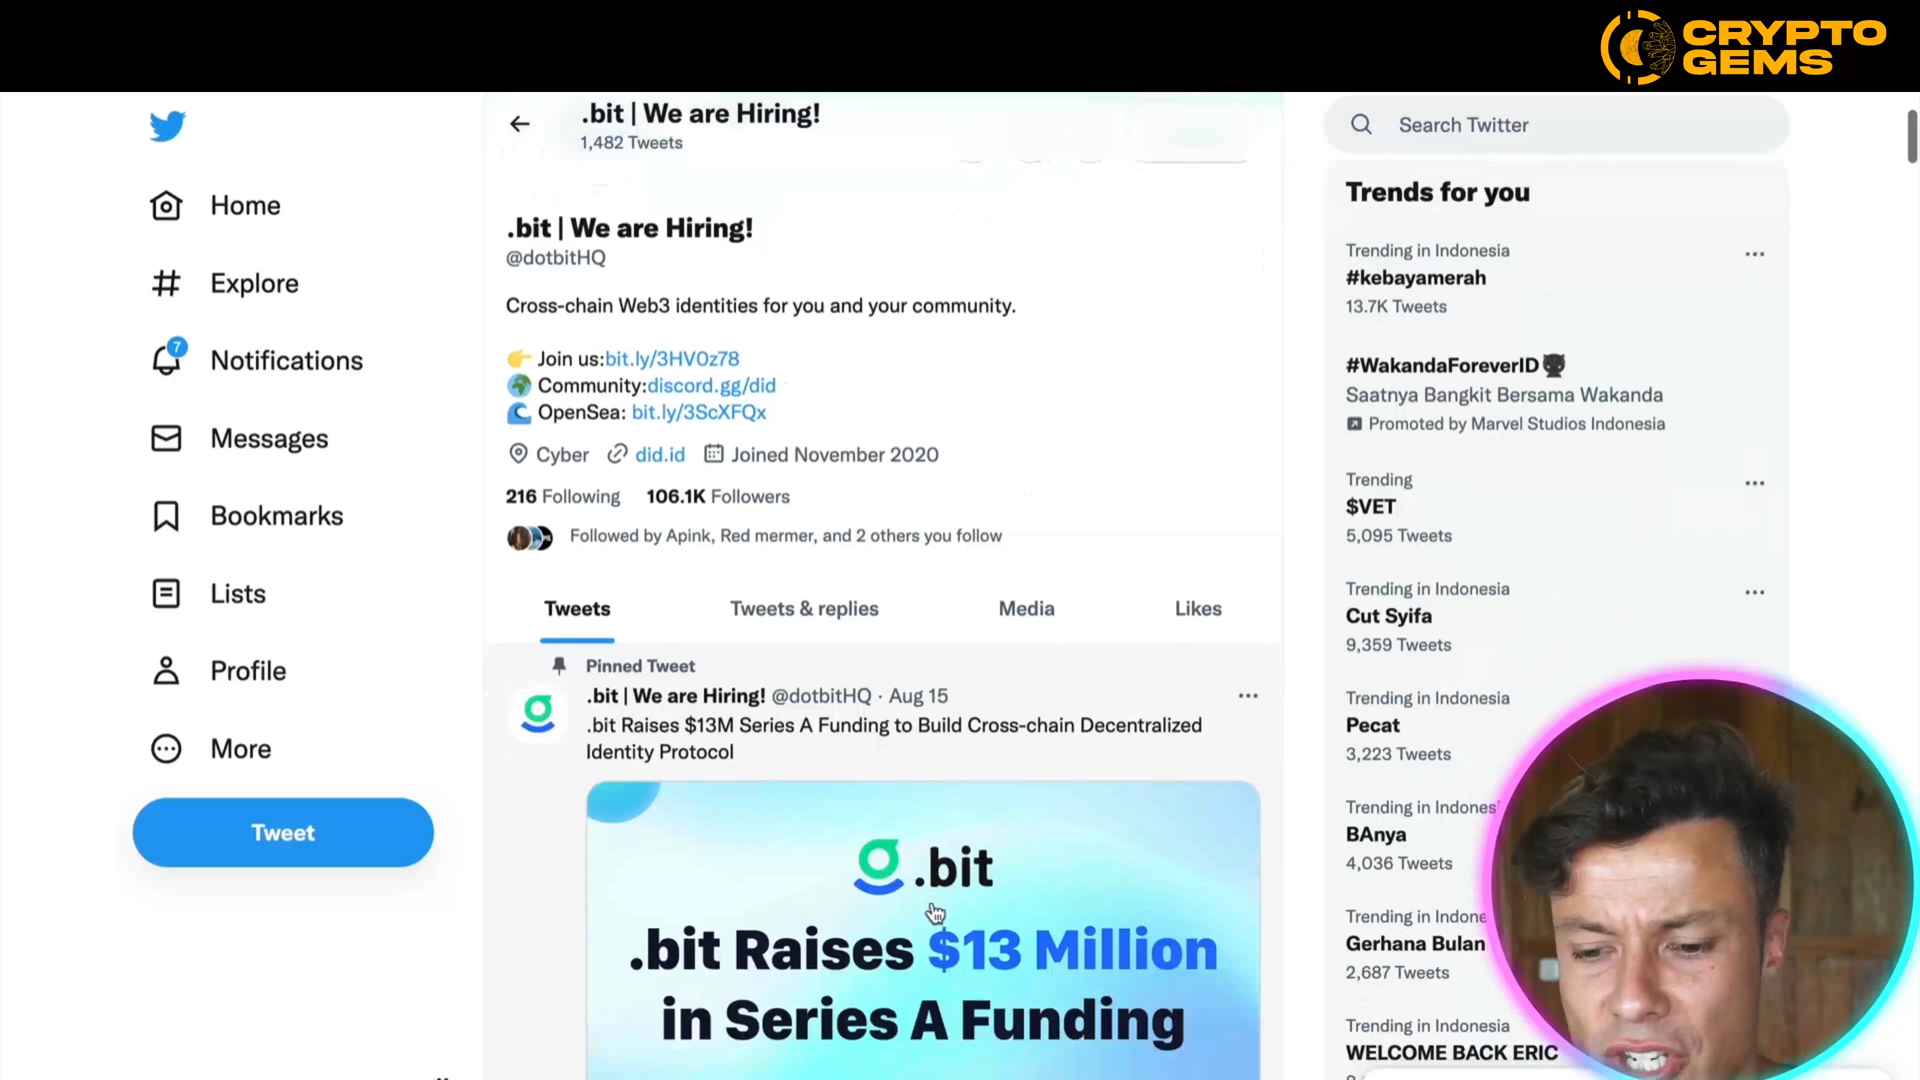 CRYPTO
GEMS
.bit | We are Hiring!
1,482 Tweets
Search Twitter
Home
Explore
7
Notifications
Messages
Bookmarks
Lists
Profile
More
Tweet
.bit | We are Hiring!
@dotbitHQ
Cross-chain Web3 identities for you and your community.
Join us:bit.ly/3HV0z78
Community:discord.gg/did
OpenSea: bit.ly/3ScXFQx
Cyber did.id Joined November 2020
216 Following 106.1K Followers
Followed by Apink, Red mermer, and 2 others you follow
Tweets Tweets & replies Media Likes
Pinned Tweet
.bit | We are Hiring! @dotbitHQ · Aug 15
.bit Raises $13M Series A Funding to Build Cross-chain Decentralized
Identity Protocol
.bit
.bit Raises $13 Million
in Series A Funding
Trends for you
Trending in Indonesia
#kebayamerah
13.7K Tweets
#WakandaForeverID
Saatnya Bangkit Bersama Wakanda
Promoted by Marvel Studios Indonesia
Trending
$VET
5,095 Tweets
Trending in Indonesia
Cut Syifa
9,359 Tweets
Trending in Indonesia
Pecat
3,223 Tweets
Trending in Indones
BAnya
4,036 Tweets
Trending in Indone
Gerhana Bulan
2,687 Tweets
Trending in Indonesia
WELCOME BACK ERIC